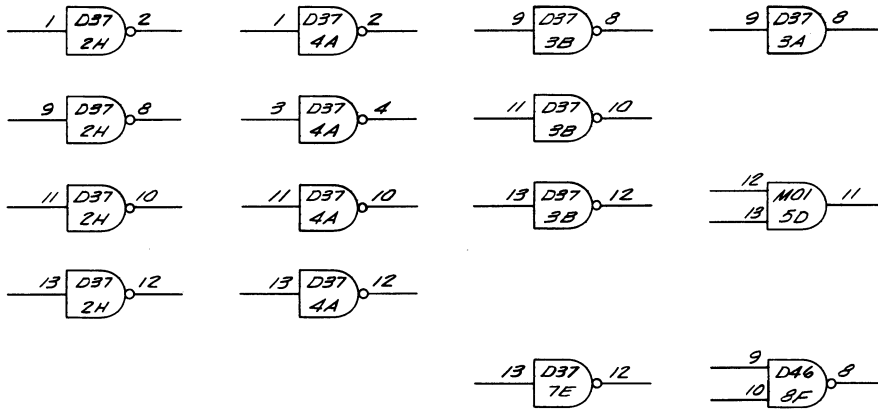 1 D37 2H 2
1 D37 4A 2
9 D37 3B 8
9 D37 3A 8
9 D37 2H 8
3 D37 4A 4
11 D37 3B 10
11 D37 2H 10
11 D37 4A 10
13 D37 3B 12
12 13 M01 5D 11
13 D37 2H 12
13 D37 4A 12
13 D37 7E 12
9 10 D46 8F 8